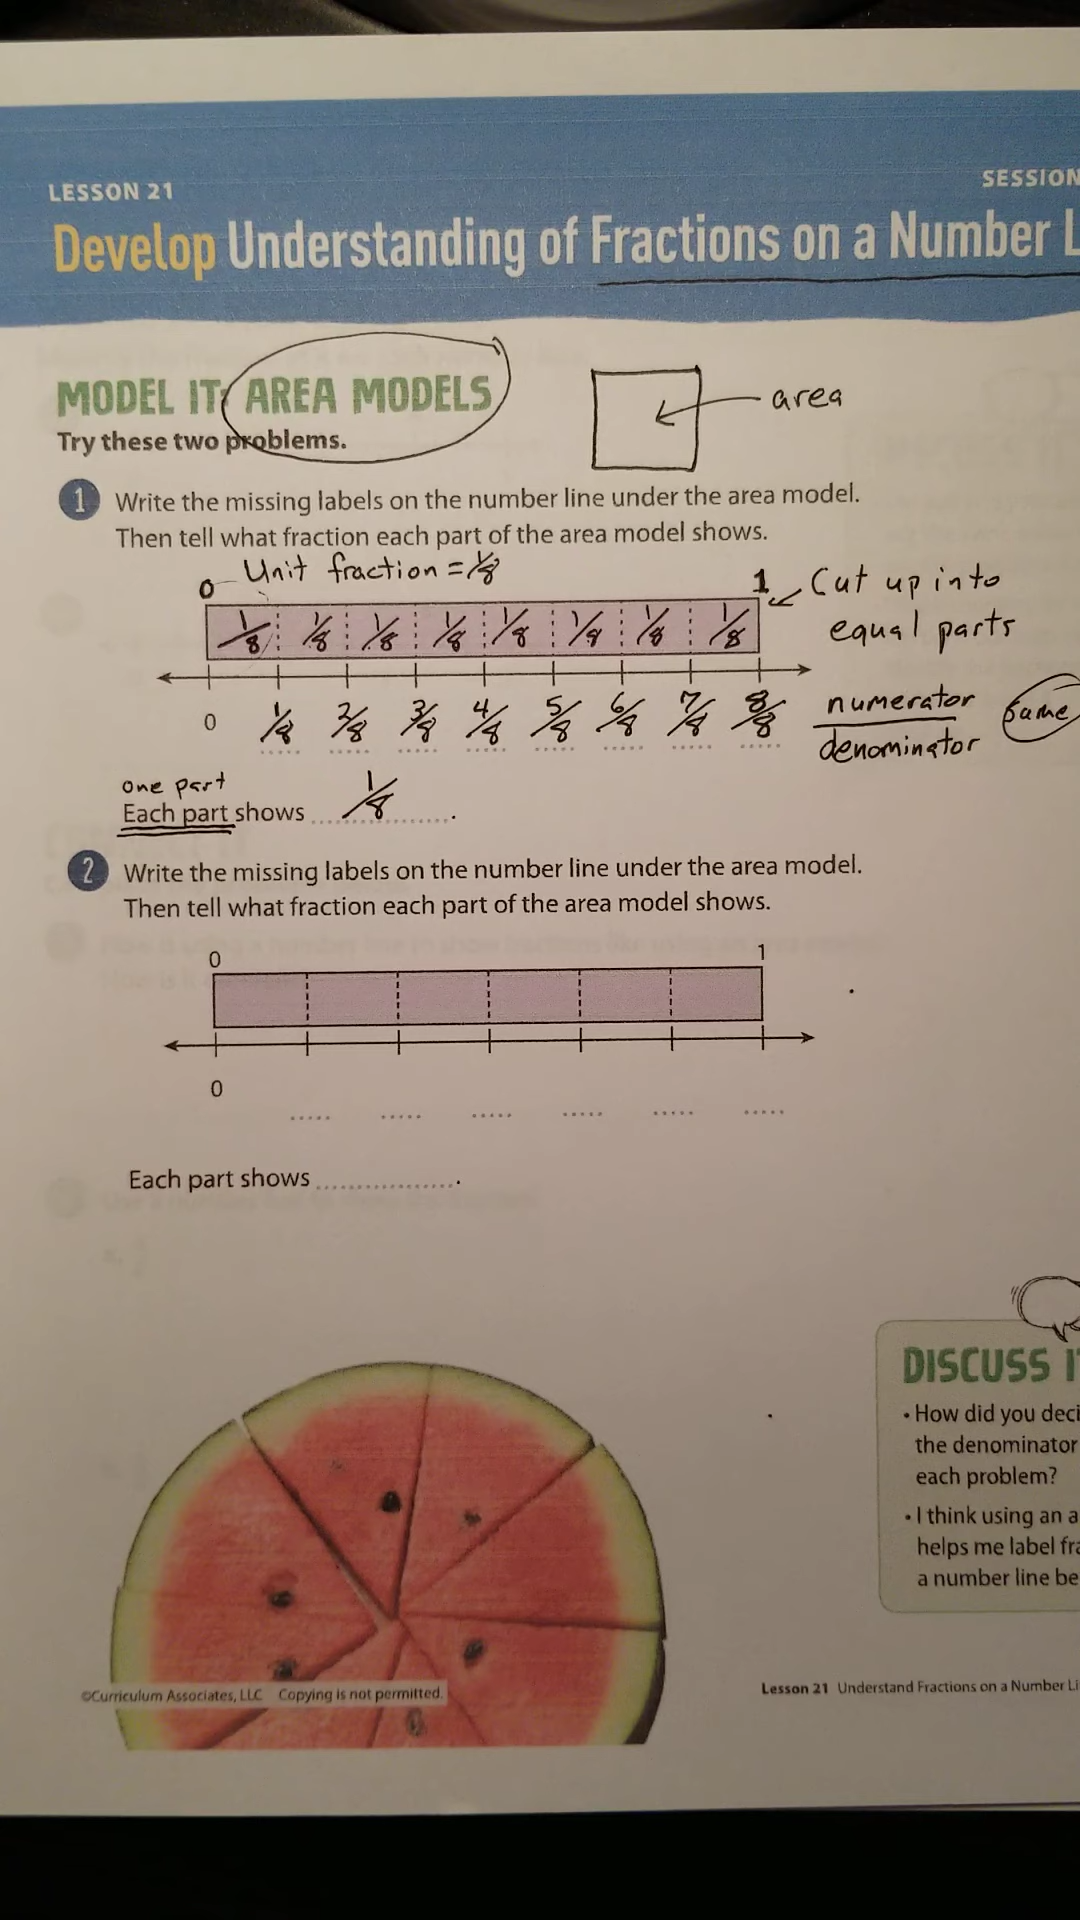 LESSON 21
SESSION
Develop Understanding of Fractions on a Number L
MODEL IT: AREA MODELS
area
Try these two problems.
1 Write the missing labels on the number line under the area model.
Then tell what fraction each part of the area model shows.
Unit fraction = 1/8
0 1
Cut up into
equal parts
1/8 1/8 1/8 1/8 1/8 1/8 1/8 1/8
0 1/8 2/8 3/8 4/8 5/8 6/8 7/8 8/8
numerator
denominator
same
one part
Each part shows 1/8.
2 Write the missing labels on the number line under the area model.
Then tell what fraction each part of the area model shows.
0 1
0 ..... ..... ..... ..... ..... .....
Each part shows ..................
DISCUSS IT
• How did you deci
the denominator
each problem?
• I think using an a
helps me label fra
a number line be
©Curriculum Associates, LLC Copying is not permitted.
Lesson 21 Understand Fractions on a Number Li